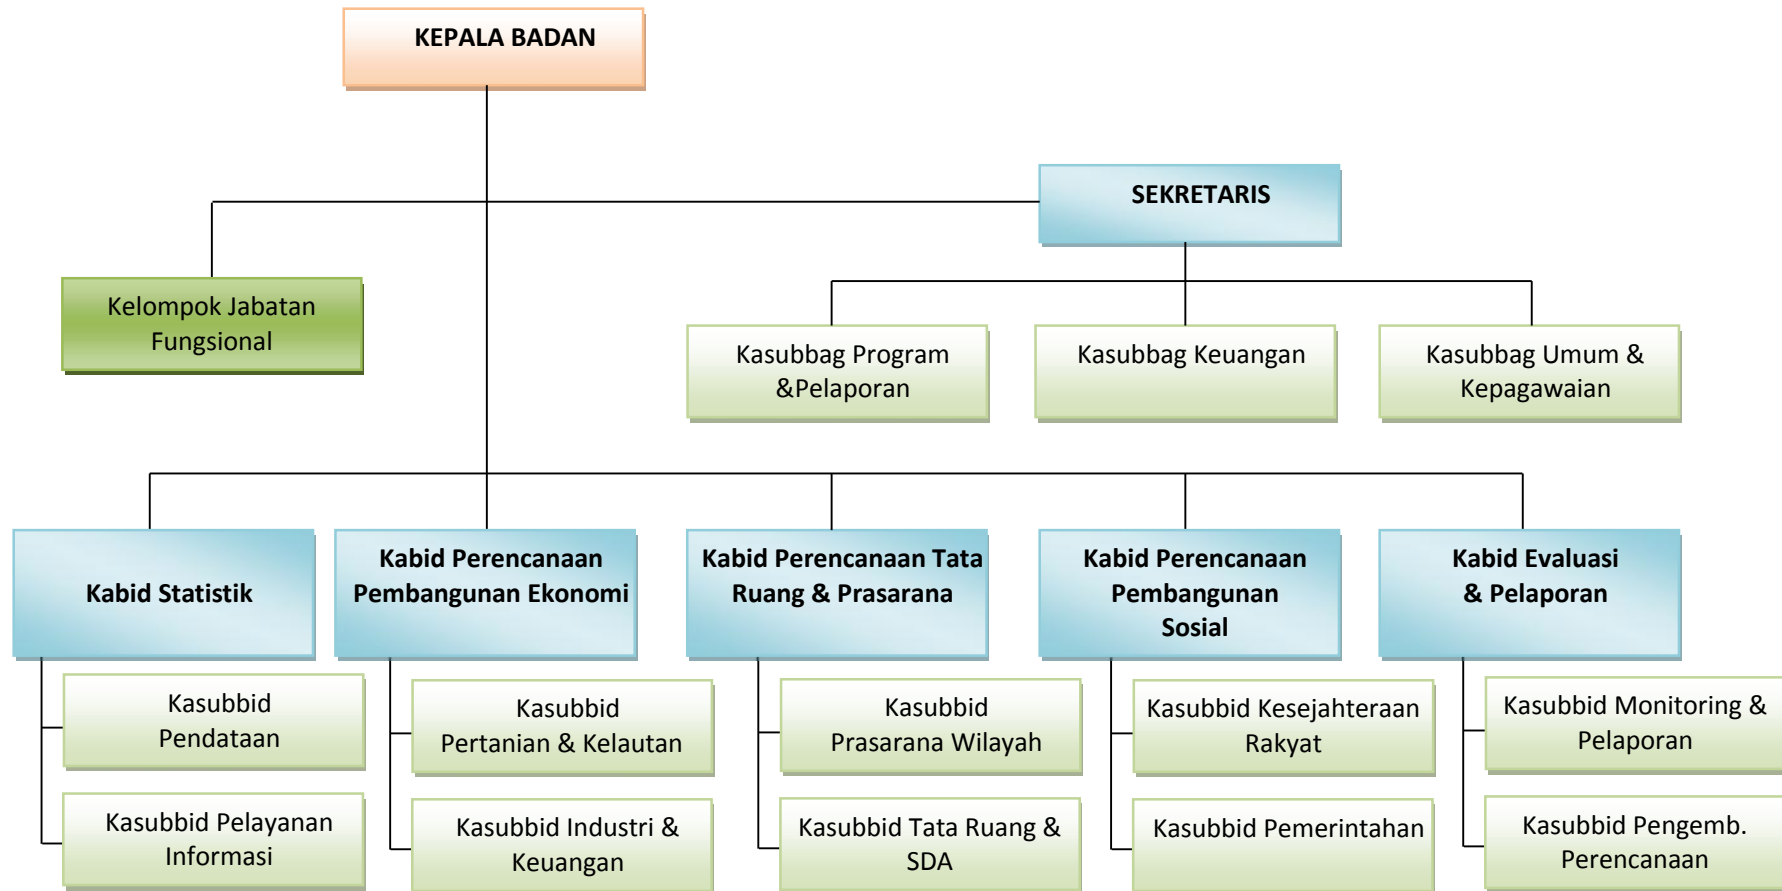 KEPALA BADAN
SEKRETARIS
Kelompok Jabatan
Fungsional
Kasubbag Program
&Pelaporan
Kasubbag Keuangan
Kasubbag Umum &
Kepagawaian
Kabid Statistik
Kabid Perencanaan
Pembangunan Ekonomi
Kabid Perencanaan Tata
Ruang & Prasarana
Kabid Perencanaan
Pembangunan
Sosial
Kabid Evaluasi
& Pelaporan
Kasubbid
Pendataan
Kasubbid
Pertanian & Kelautan
Kasubbid
Prasarana Wilayah
Kasubbid Kesejahteraan
Rakyat
Kasubbid Monitoring &
Pelaporan
Kasubbid Pelayanan
Informasi
Kasubbid Industri &
Keuangan
Kasubbid Tata Ruang &
SDA
Kasubbid Pemerintahan
Kasubbid Pengemb.
Perencanaan